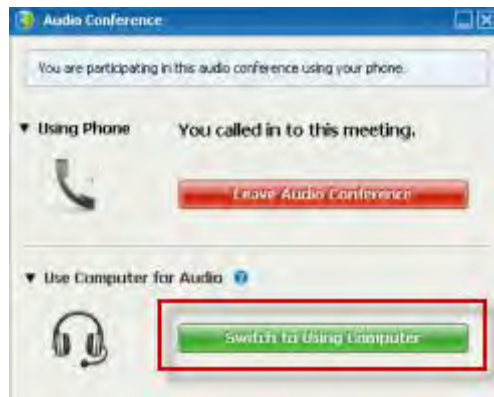 Audio Conference
You are participating in this audio conference using your phone.
Using Phone
You called in to this meeting.
Leave Audio Conference
Use Computer for Audio
Switch to Using Computer